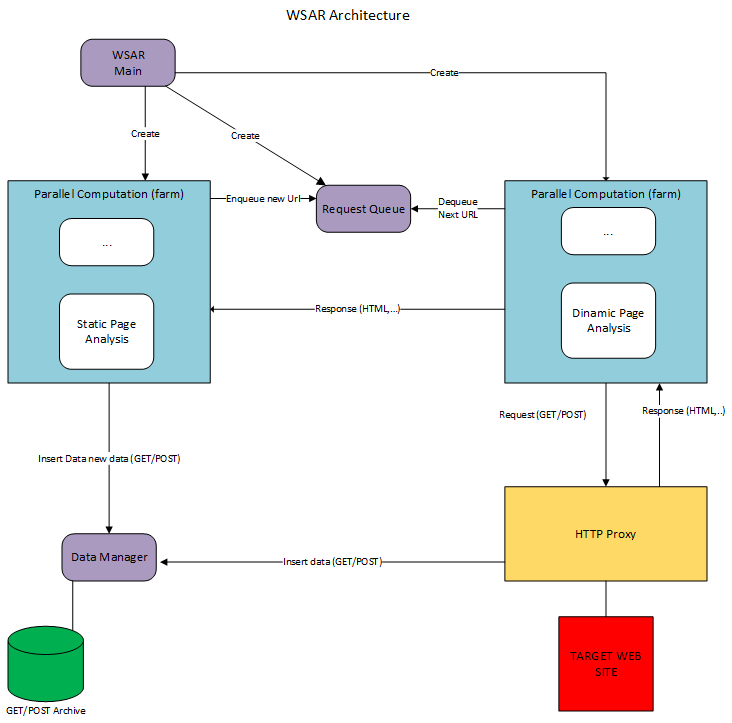 WSAR Architecture
WSAR
Main
Create
Create
Create
Parallel Computation (farm)
Parallel Computation (farm)
Enqueue new Url
Request Queue
Dequeue
Next URL
...
...
Response (HTML,...)
Static Page
Analysis
Dinamic Page
Analysis
Request (GET/POST)
Response (HTML,..)
Insert Data new data (GET/POST)
HTTP Proxy
Data Manager
Insert data (GET/POST)
TARGET WEB
SITE
GET/POST Archive